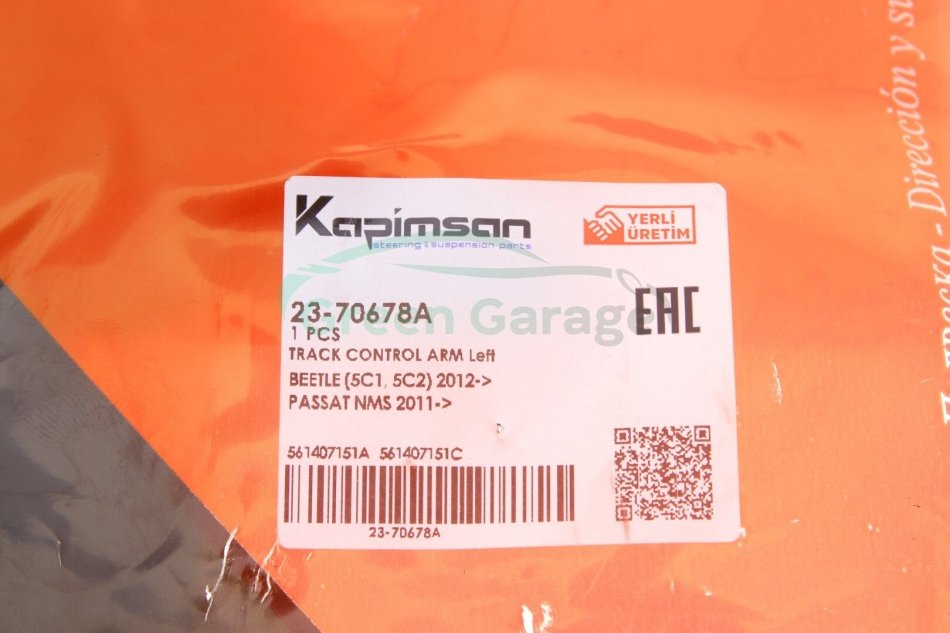 Kapimsan
steering & suspension parts
YERLİ
ÜRETİM
23-70678A
EAC
1 PCS
Green Garage
TRACK CONTROL ARM Left
BEETLE (5C1, 5C2) 2012->
PASSAT NMS 2011->
561407151A 561407151C
23-70678A
- Dirección y su